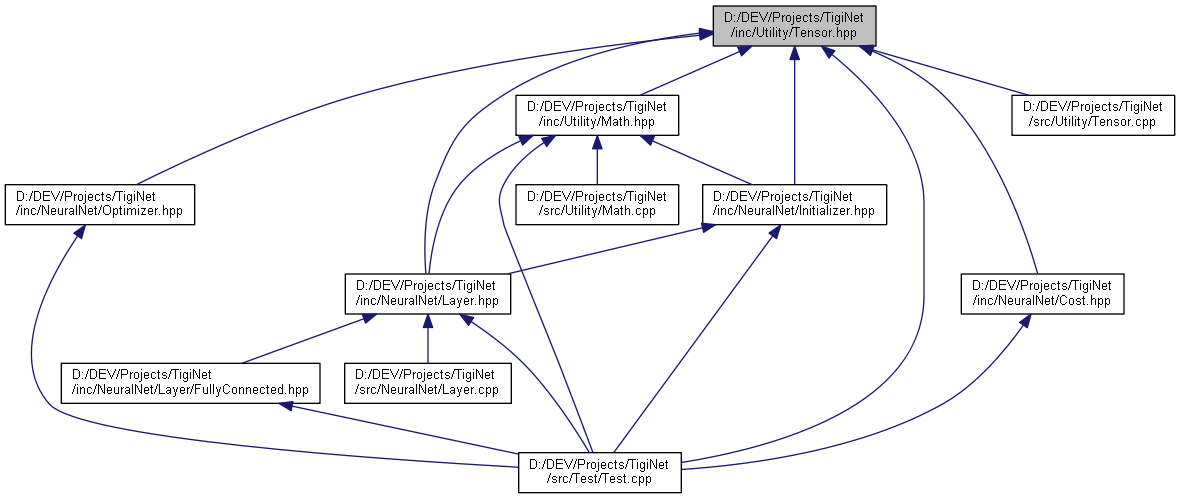 D:/DEV/Projects/TigiNet
/inc/Utility/Tensor.hpp
D:/DEV/Projects/TigiNet
/inc/Utility/Math.hpp
D:/DEV/Projects/TigiNet
/src/Utility/Tensor.cpp
D:/DEV/Projects/TigiNet
/inc/NeuralNet/Optimizer.hpp
D:/DEV/Projects/TigiNet
/src/Utility/Math.cpp
D:/DEV/Projects/TigiNet
/inc/NeuralNet/Initializer.hpp
D:/DEV/Projects/TigiNet
/inc/NeuralNet/Layer.hpp
D:/DEV/Projects/TigiNet
/inc/NeuralNet/Cost.hpp
D:/DEV/Projects/TigiNet
/inc/NeuralNet/Layer/FullyConnected.hpp
D:/DEV/Projects/TigiNet
/src/NeuralNet/Layer.cpp
D:/DEV/Projects/TigiNet
/src/Test/Test.cpp